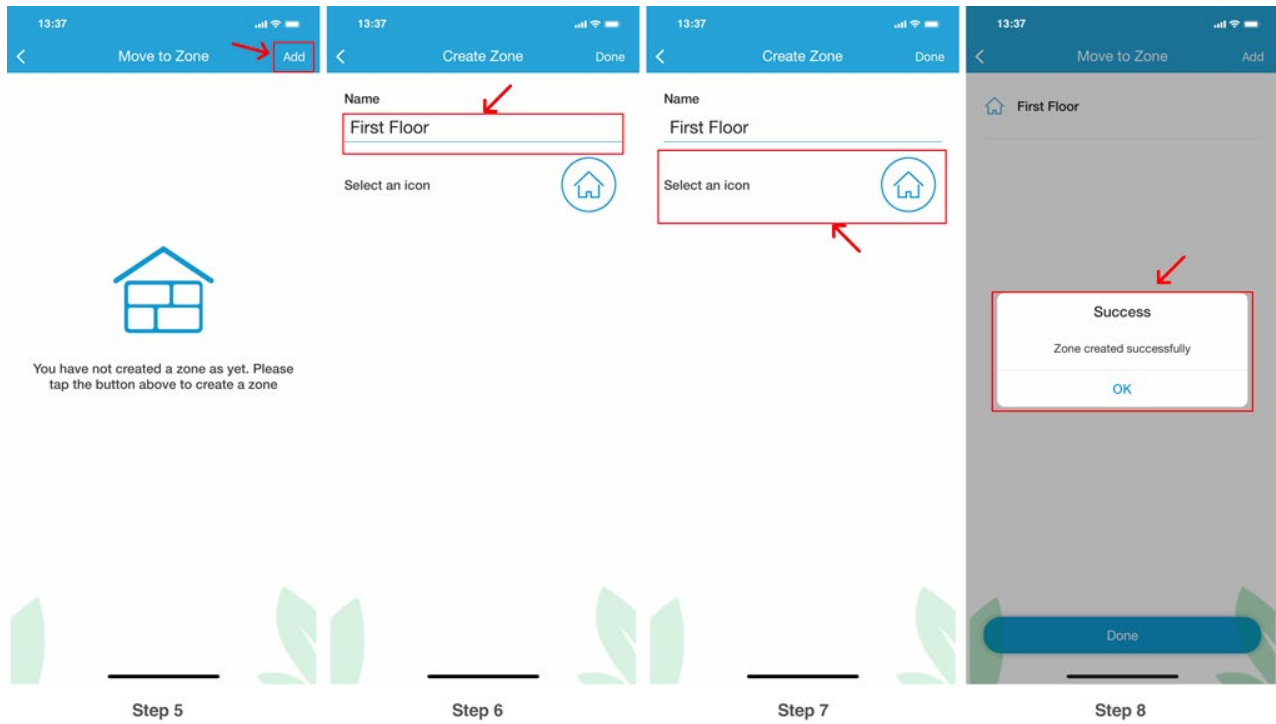 13:37
Move to Zone
Add
You have not created a zone as yet. Please
tap the button above to create a zone
Step 5
13:37
Create Zone
Done
Name
First Floor
Select an icon
Step 6
13:37
Create Zone
Done
Name
First Floor
Select an icon
Step 7
13:37
Move to Zone
Add
First Floor
Success
Zone created successfully
OK
Done
Step 8